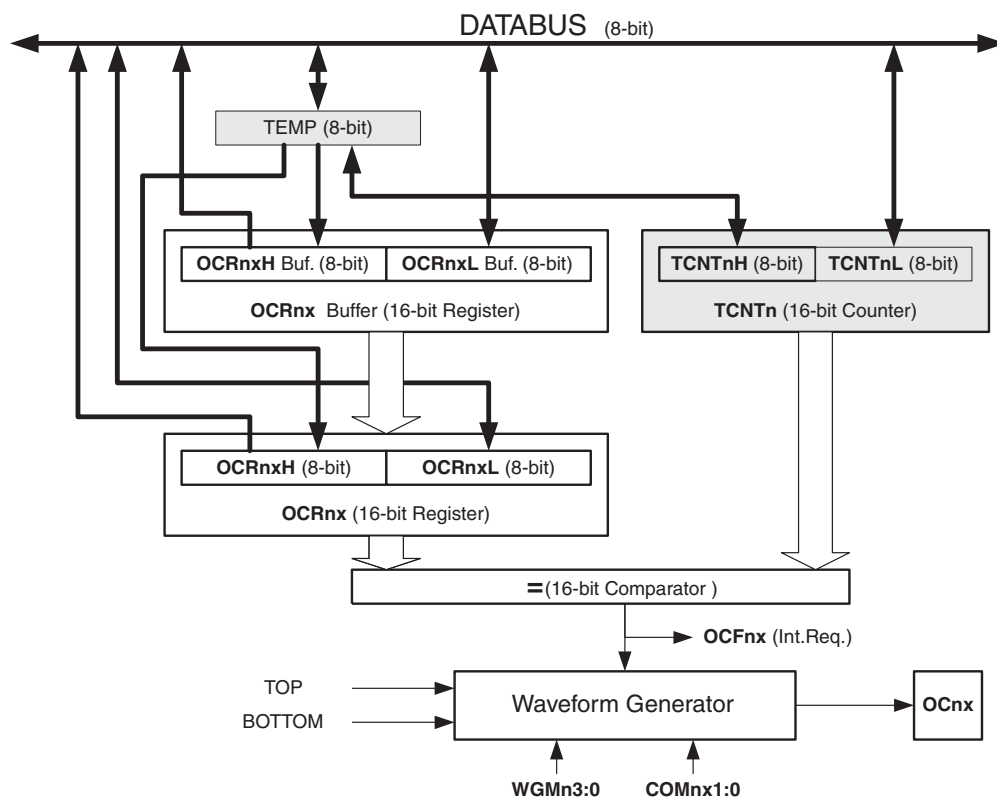 DATABUS (8-bit)
TEMP (8-bit)
OCRnxH Buf. (8-bit)
OCRnxL Buf. (8-bit)
OCRnx Buffer (16-bit Register)
TCNTnH (8-bit)
TCNTnL (8-bit)
TCNTn (16-bit Counter)
OCRnxH (8-bit)
OCRnxL (8-bit)
OCRnx (16-bit Register)
= (16-bit Comparator )
OCFnx (Int.Req.)
TOP
BOTTOM
Waveform Generator
OCnx
WGMn3:0
COMnx1:0